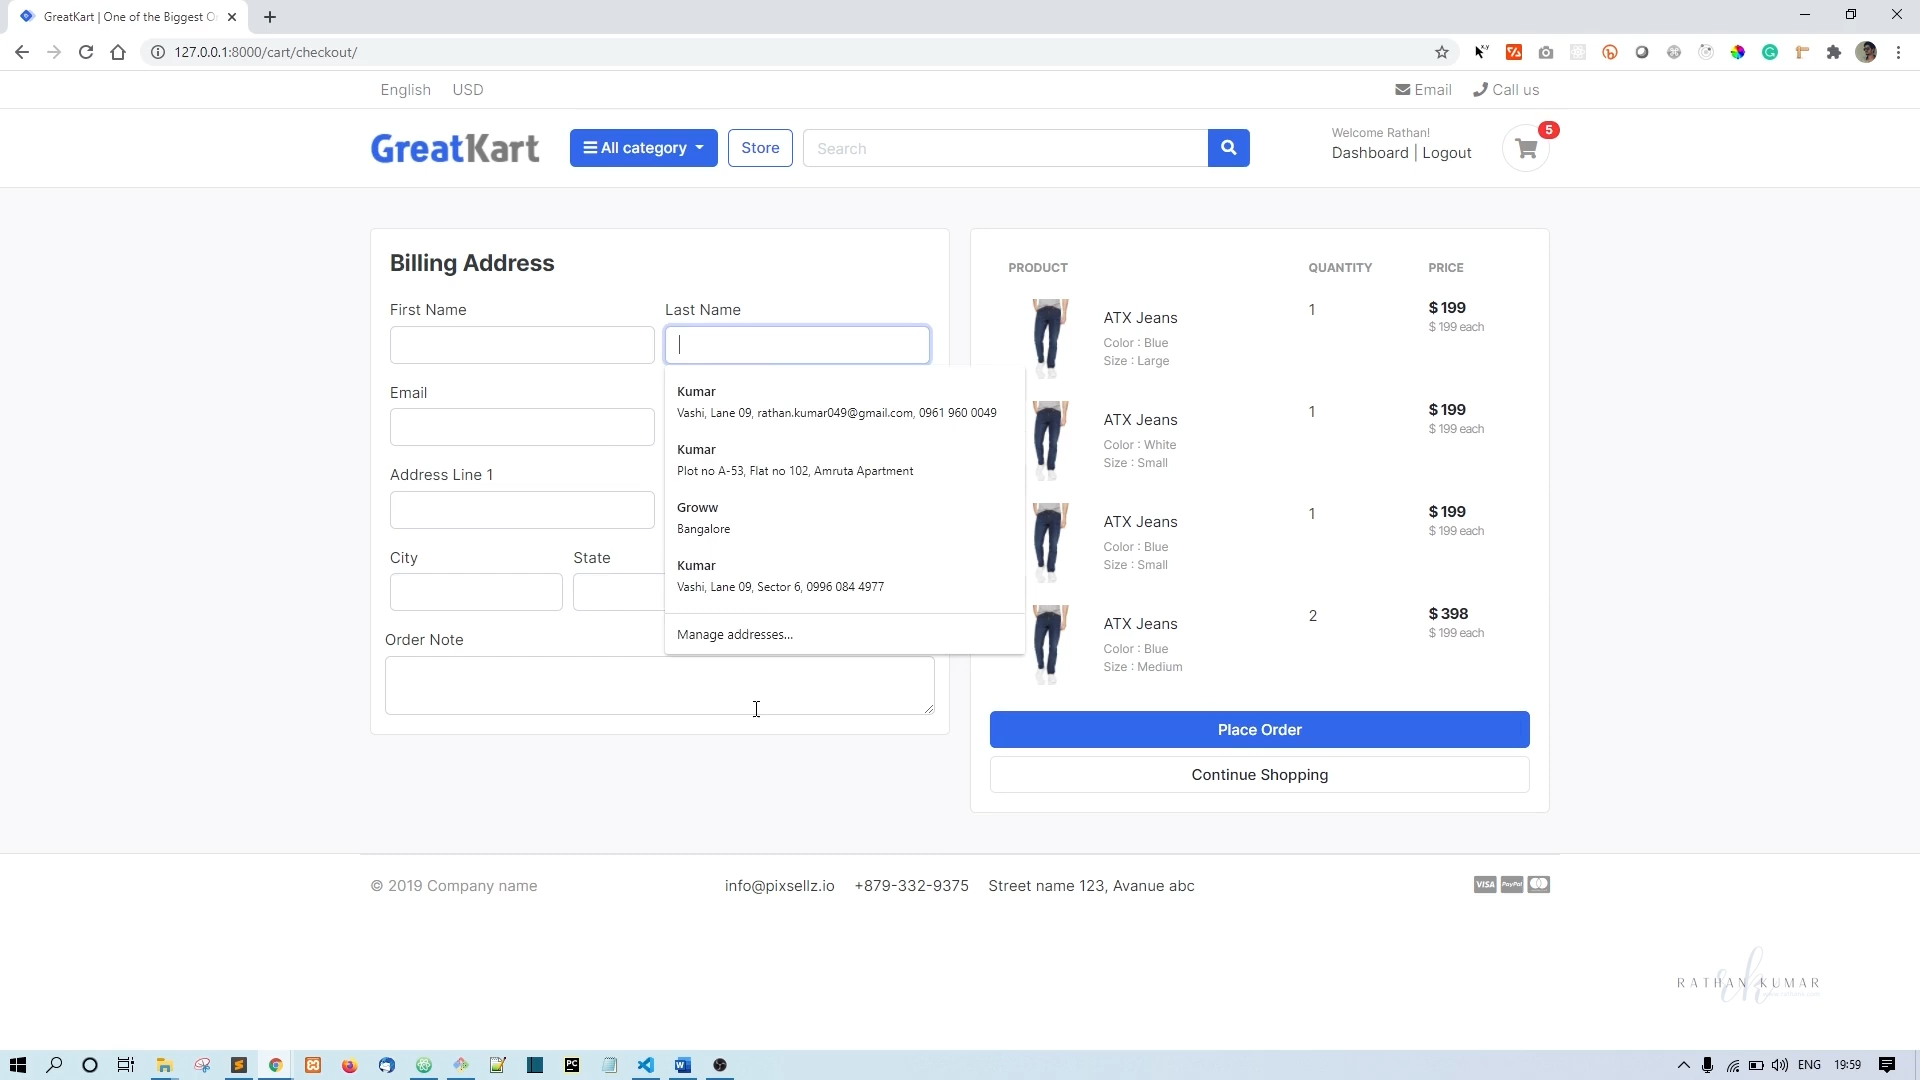 GreatKart | One of the Biggest O
127.0.0.1:8000/cart/checkout/
English USD
Email Call us
GreatKart
All category
Store
Search
Welcome Rathan!
Dashboard | Logout
5
Billing Address
First Name
Last Name
Email
Address Line 1
City
State
Order Note
Kumar
Vashi, Lane 09, rathan.kumar049@gmail.com, 0961 960 0049
Kumar
Plot no A-53, Flat no 102, Amruta Apartment
Groww
Bangalore
Kumar
Vashi, Lane 09, Sector 6, 0996 084 4977
Manage addresses...
PRODUCT QUANTITY PRICE
ATX Jeans 1 $ 199
$ 199 each
Color : Blue
Size : Large
ATX Jeans 1 $ 199
$ 199 each
Color : White
Size : Small
ATX Jeans 1 $ 199
$ 199 each
Color : Blue
Size : Small
ATX Jeans 2 $ 398
$ 199 each
Color : Blue
Size : Medium
Place Order
Continue Shopping
© 2019 Company name
info@pixsellz.io +879-332-9375 Street name 123, Avanue abc
VISA PayPal
RATHAN KUMAR
ENG 19:59